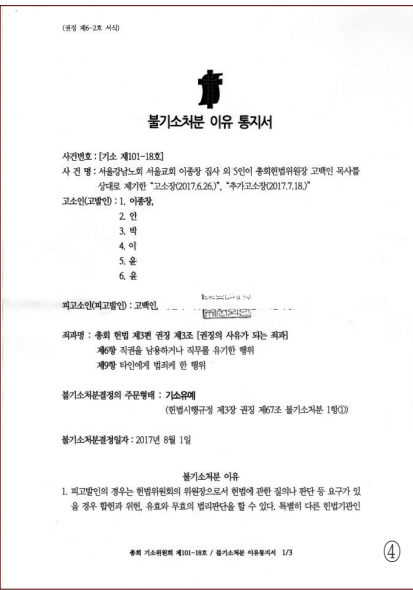 (권징 제6-2호 서식)
불기소처분 이유 통지서
사건번호 : [기소 제101-18호]
사 건 명 : 서울강남노회 서울교회 이종창 집사 외 5인이 총회헌법위원장 고백인 목사를
상대로 제기한 "고소장(2017.6.26.)", "추가고소장(2017.7.18.)"
고소인(고발인) : 1. 이종창,
2. 안
3. 박
4. 이
5. 윤
6. 윤
피고소인(피고발인) : 고백인,
죄과명 : 총회 헌법 제3편 권징 제3조 [권징의 사유가 되는 죄과]
제6항 직권을 남용하거나 직무를 유기한 행위
제9항 타인에게 범죄케 한 행위
불기소처분결정의 주문형태 : 기소유예
(헌법시행규정 제3장 권징 제67조 불기소처분 1항①)
불기소처분결정일자 : 2017년 8월 1일
불기소처분 이유
1. 피고발인의 경우는 헌법위원회의 위원장으로서 헌법에 관한 질의나 판단 등 요구가 있
을 경우 합헌과 위헌, 유효와 무효의 법리판단을 할 수 있다. 특별히 다른 헌법기관인
총회 기소위원회 제101-18호 / 불기소처분 이유통지서 1/3
④